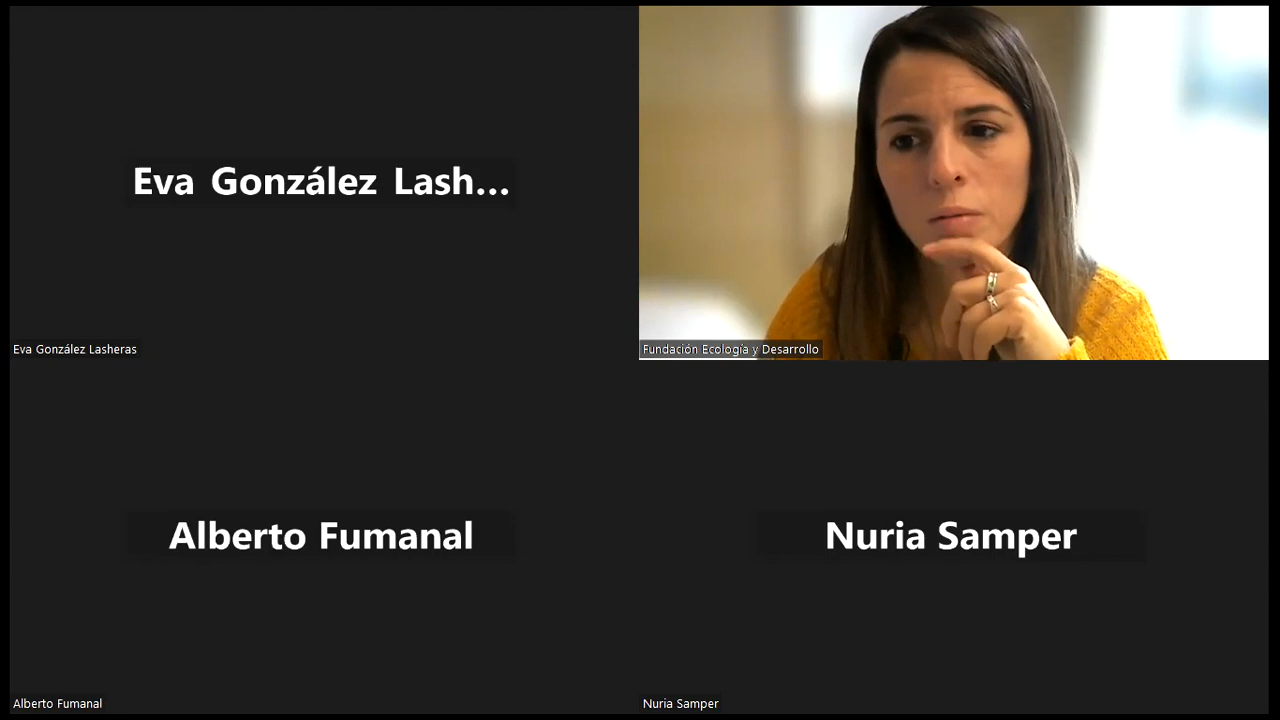 Eva González Lash...
Eva González Lasheras
Fundación Ecología y Desarrollo
Alberto Fumanal
Alberto Fumanal
Nuria Samper
Nuria Samper